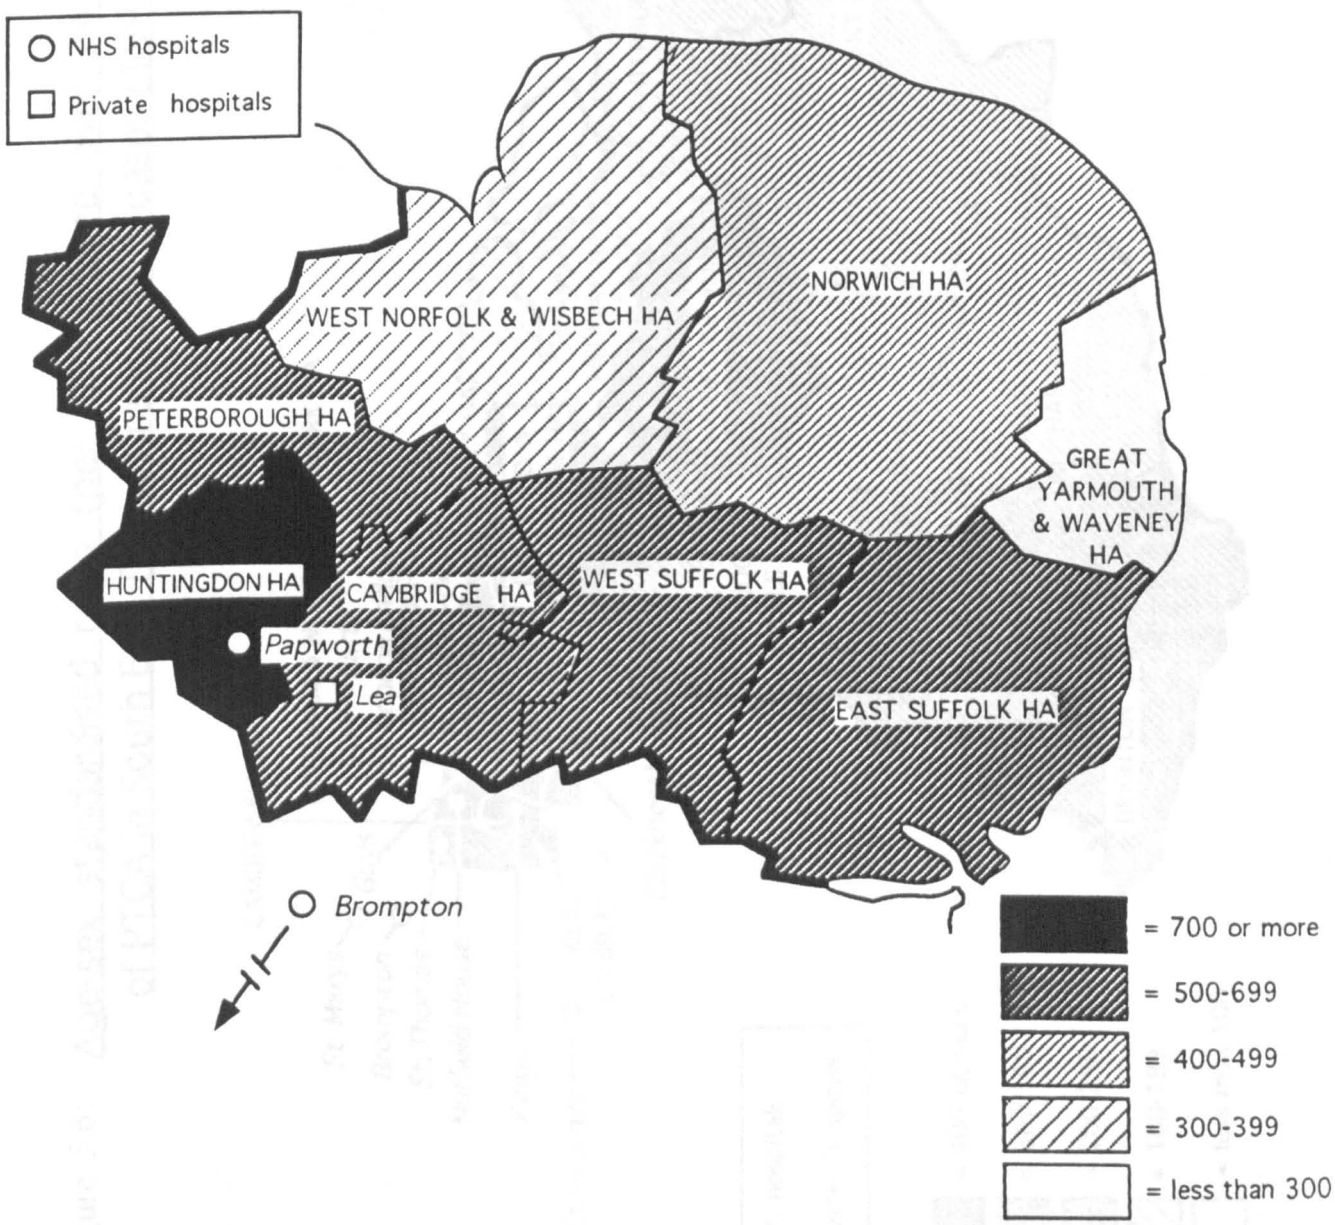 NHS hospitals
Private hospitals
NORWICH HA
WEST NORFOLK & WISBECH HA
PETERBOROUGH HA
GREAT
YARMOUTH
& WAVENEY
HA
HUNTINGDON HA
CAMBRIDGE HA
WEST SUFFOLK HA
Papworth
Lea
EAST SUFFOLK HA
Brompton
= 700 or more
= 500-699
= 400-499
= 300-399
= less than 300